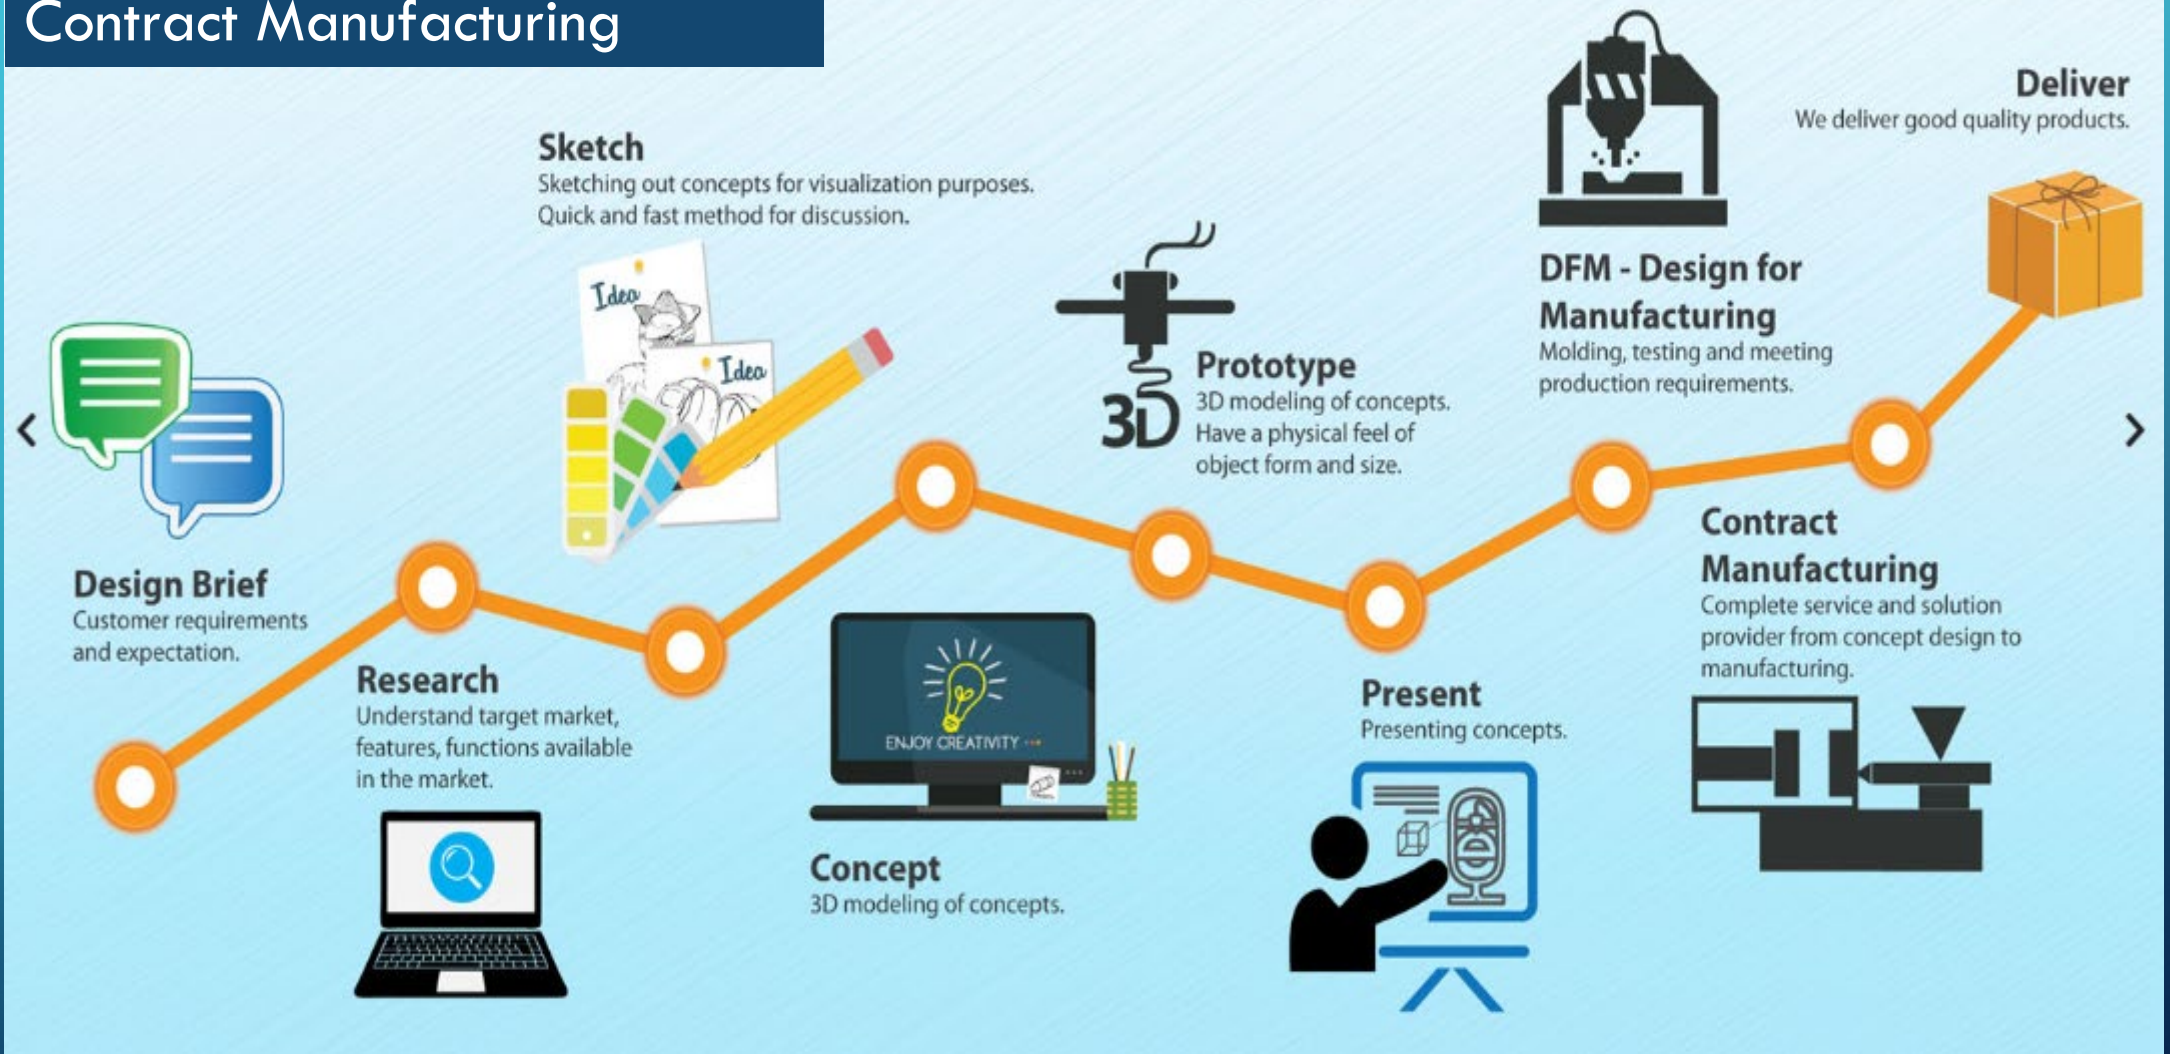 Contract Manufacturing
Design Brief
Customer requirements
and expectation.
Research
Understand target market,
features, functions available
in the market.
Sketch
Sketching out concepts for visualization purposes.
Quick and fast method for discussion.
Idea
Idea
ENJOY CREATIVITY
Concept
3D modeling of concepts.
3D
Prototype
3D modeling of concepts.
Have a physical feel of
object form and size.
Present
Presenting concepts.
DFM - Design for
Manufacturing
Molding, testing and meeting
production requirements.
Contract
Manufacturing
Complete service and solution
provider from concept design to
manufacturing.
Deliver
We deliver good quality products.